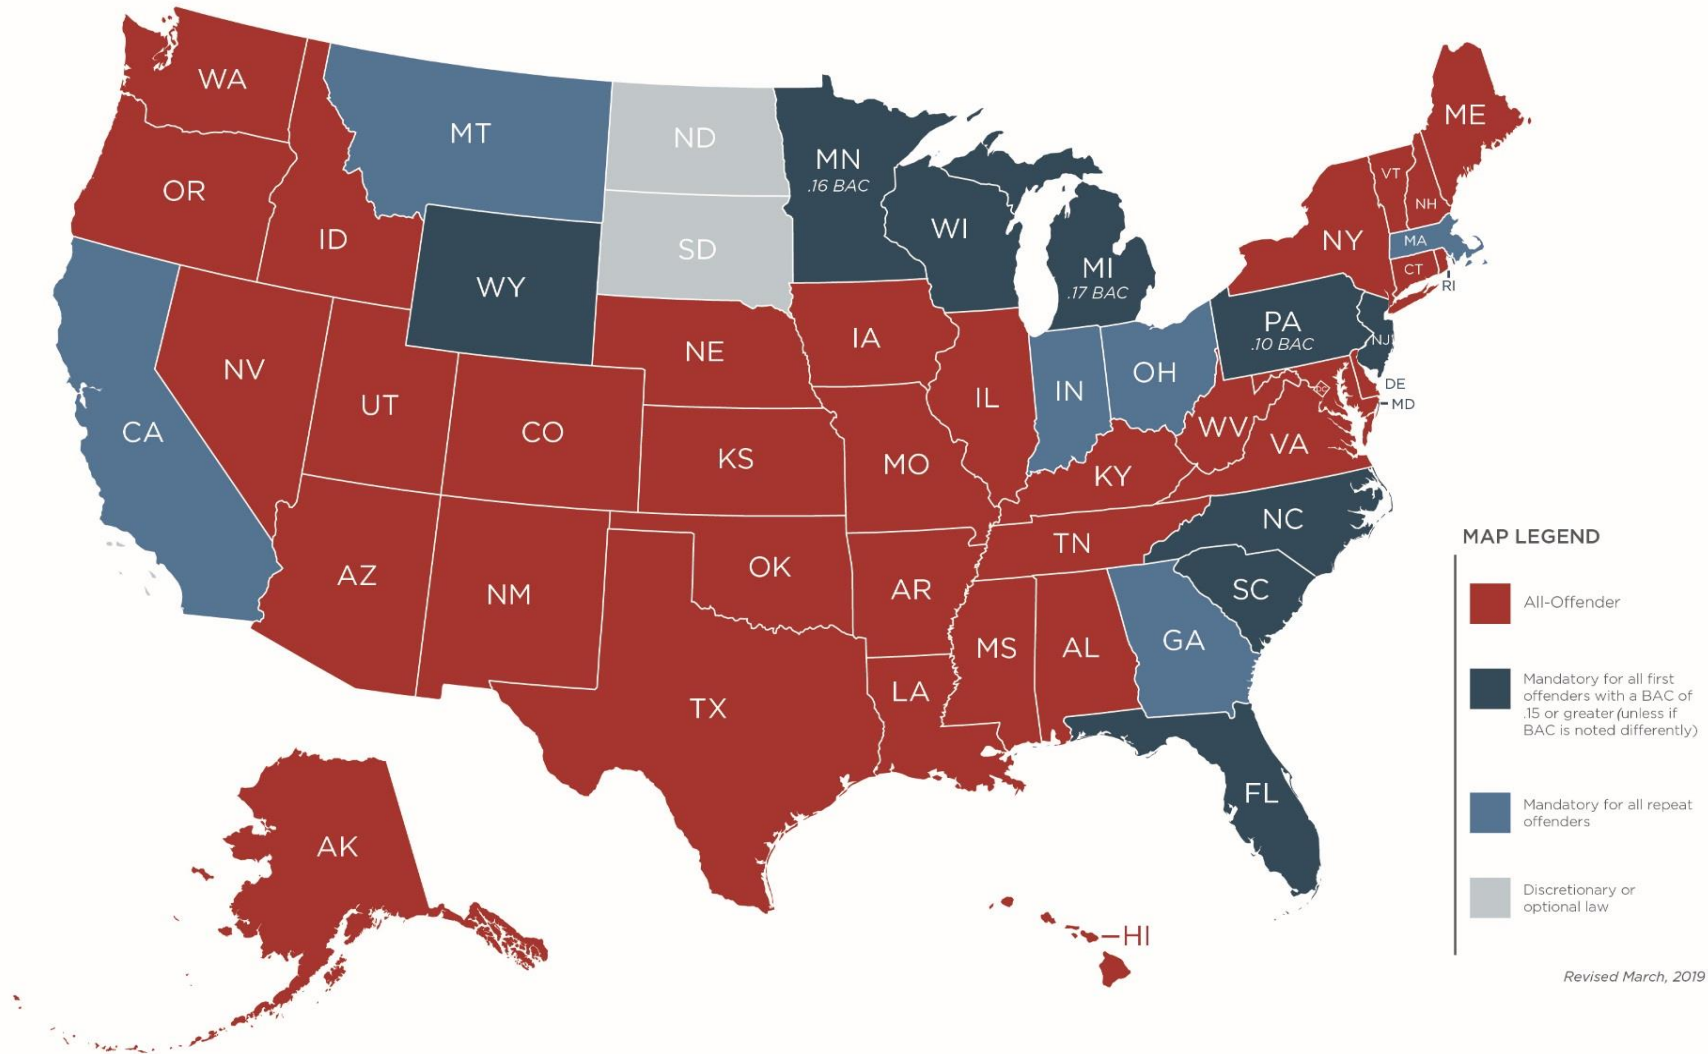 WA
MT
ND
MN
.16 BAC
ME
OR
ID
WY
SD
WI
MI
.17 BAC
NY
VT
NH
MA
CT
RI
NV
UT
CO
NE
IA
IL
IN
OH
PA
.10 BAC
NJ
DE
MD
DC
CA
KS
MO
KY
WV
VA
AZ
NM
OK
AR
TN
NC
SC
TX
LA
MS
AL
GA
FL
AK
HI
MAP LEGEND
All-Offender
Mandatory for all first
offenders with a BAC of
.15 or greater (unless if
BAC is noted differently)
Mandatory for all repeat
offenders
Discretionary or
optional law
Revised March, 2019